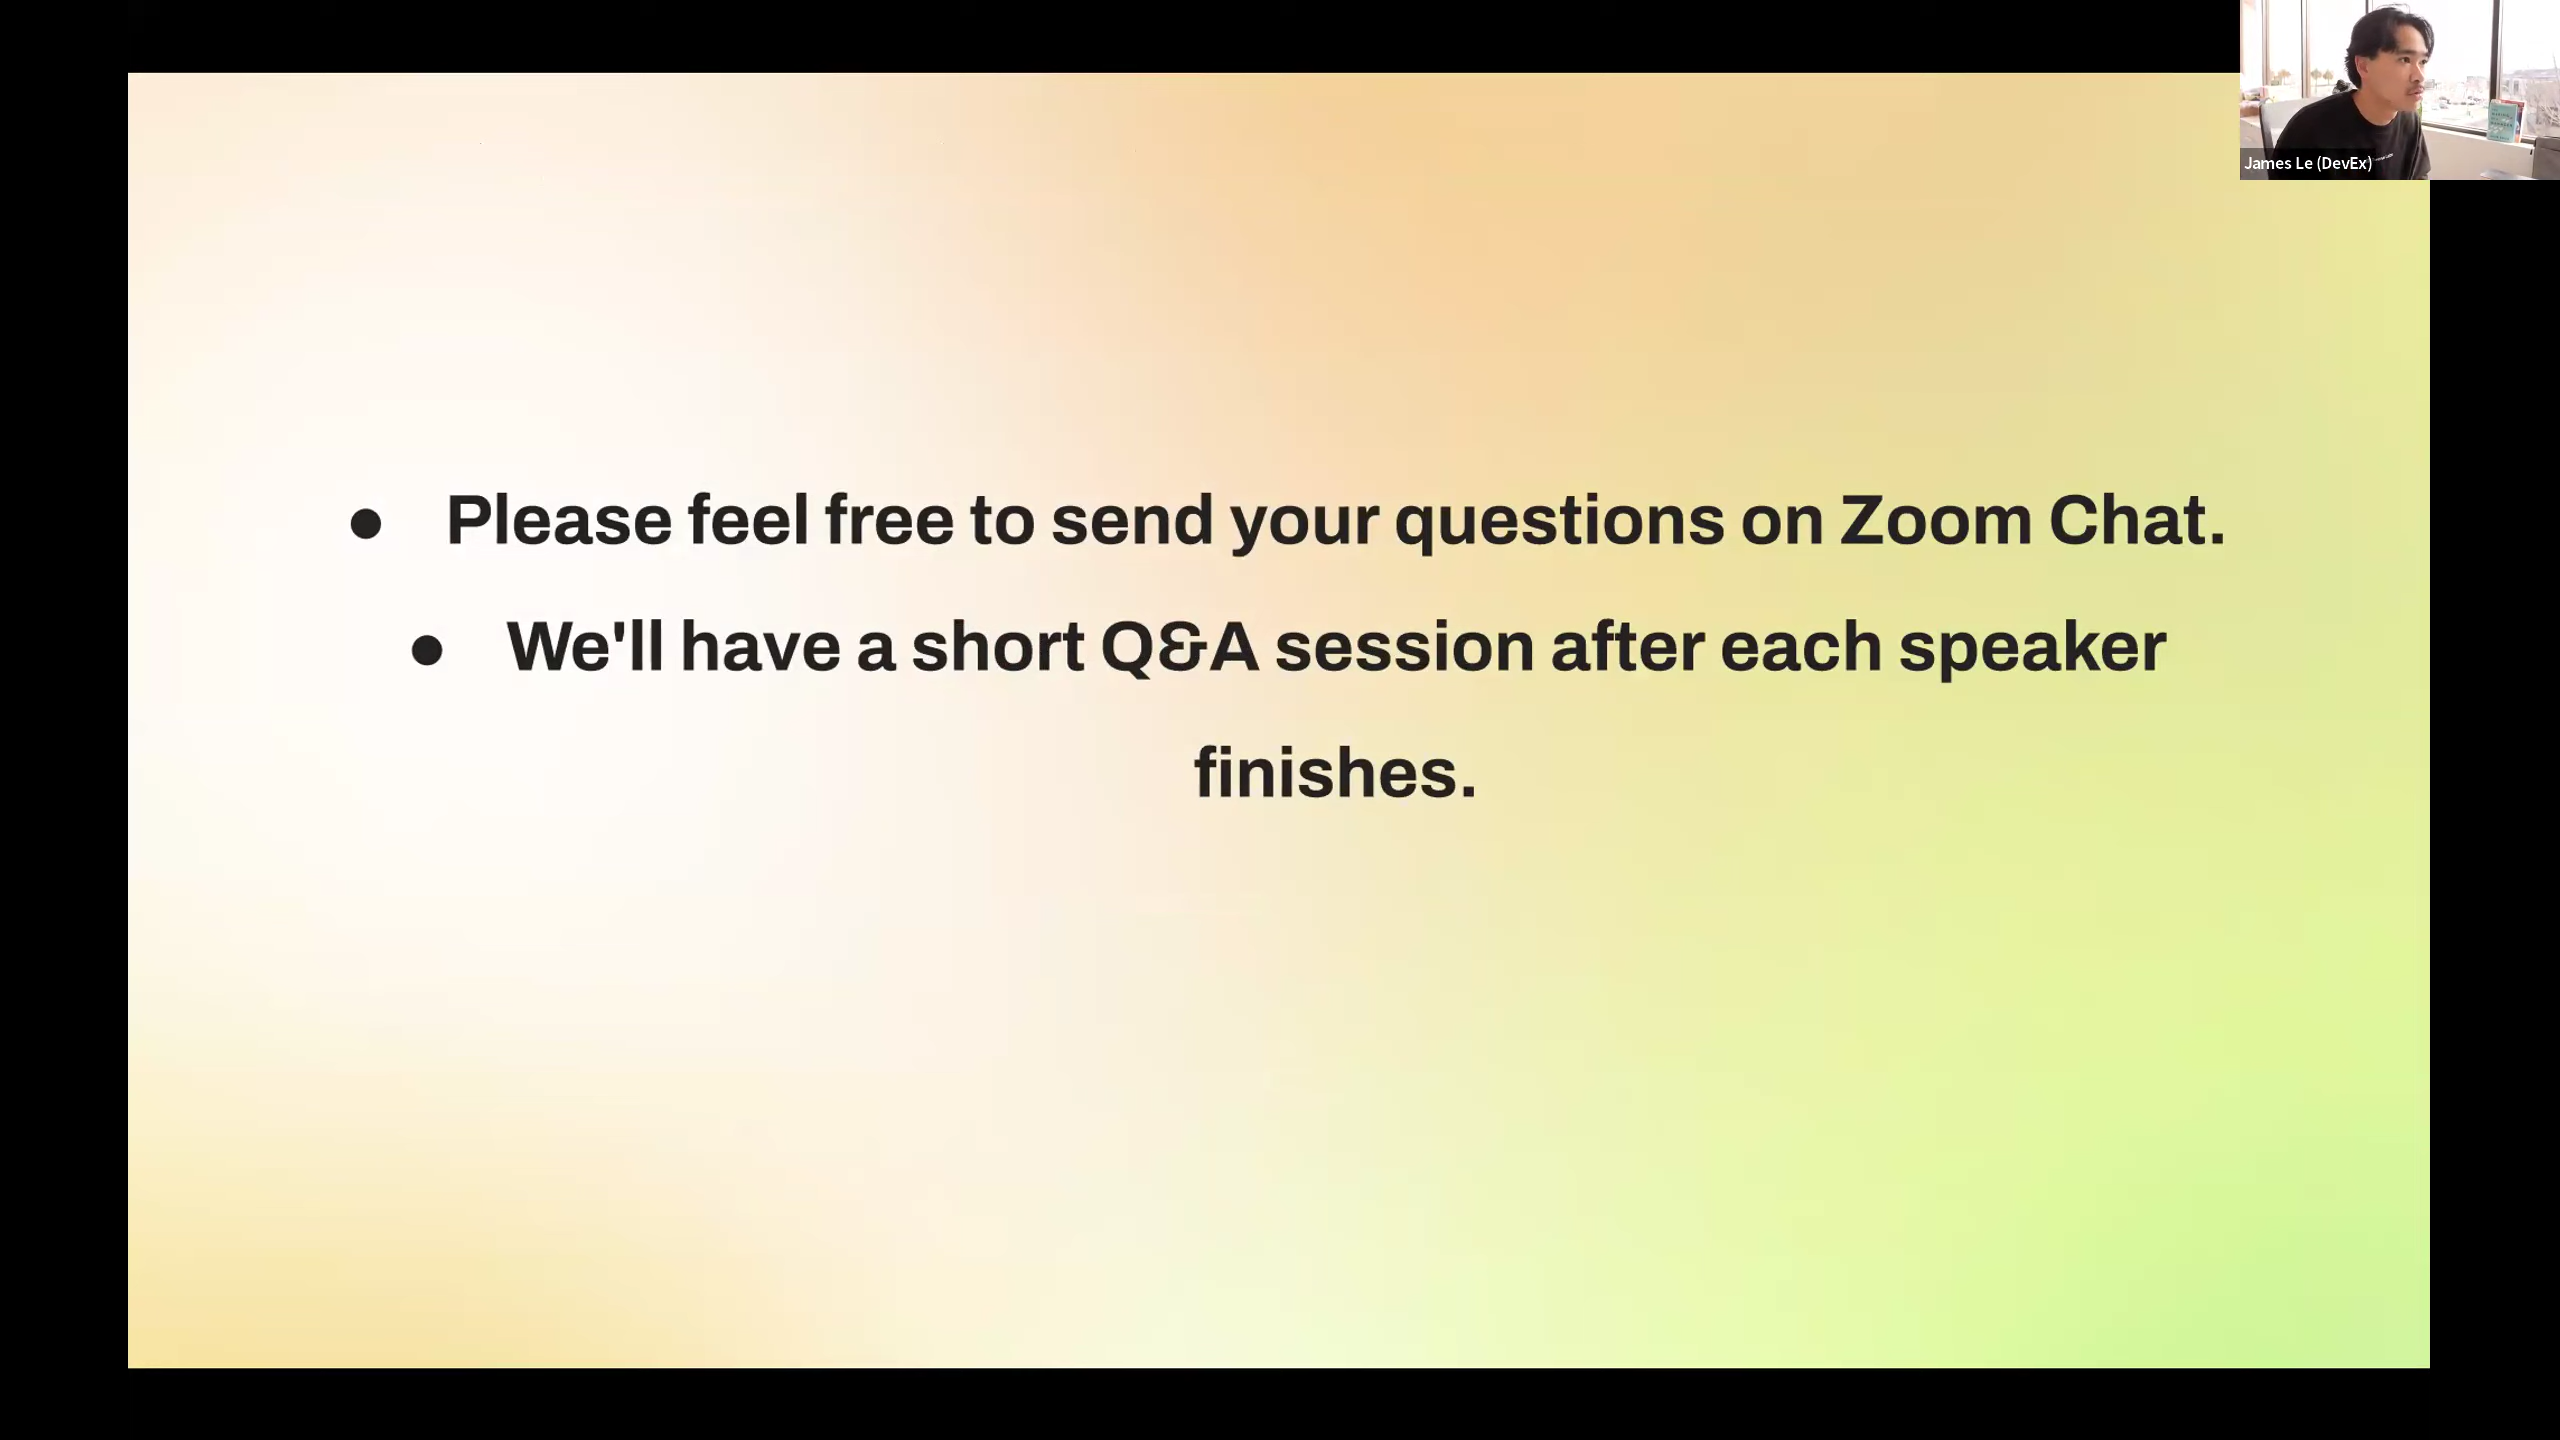 James Le (DevEx)
● Please feel free to send your questions on Zoom Chat.
● We'll have a short Q&A session after each speaker
finishes.